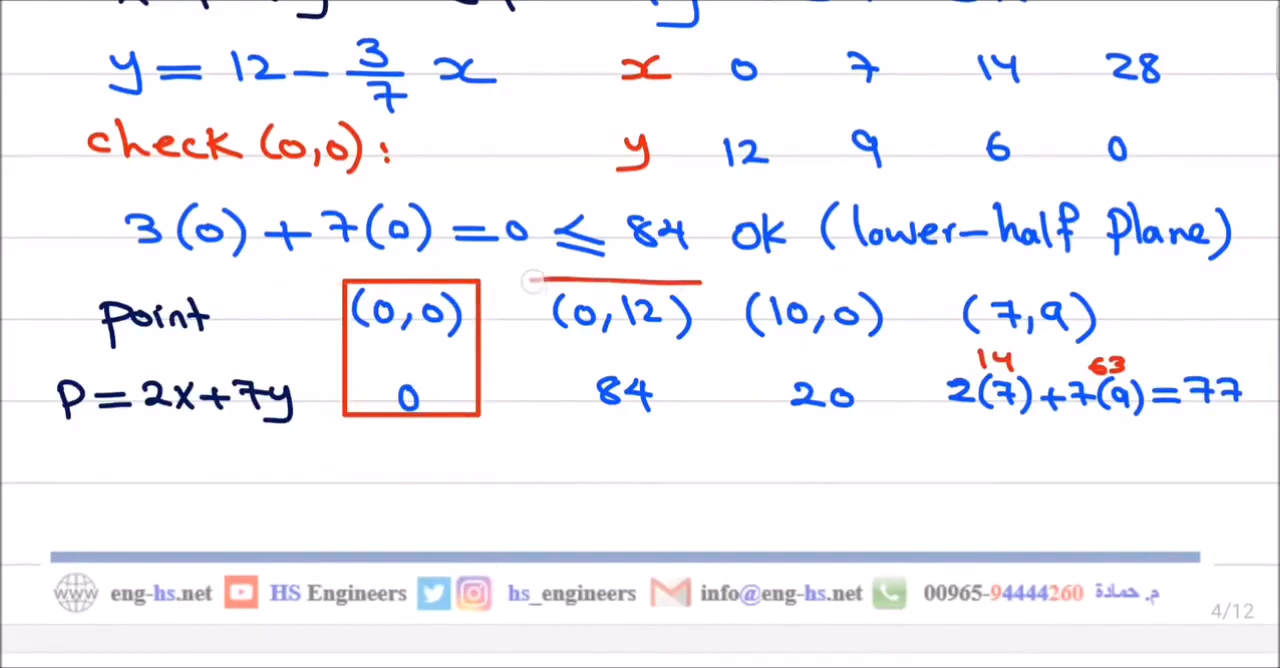 y = 12 - 3/7 x    x 0 7 14 28
check (0,0):    y 12 9 6 0
3(0) + 7(0) = 0 ≤ 84 ok (lower-half plane)
point (0,0) (0,12) (10,0) (7,9)
14 63
P = 2x+7y 0 84 20 2(7)+7(9)=77
www eng-hs.net HS Engineers hs_engineers info@eng-hs.net 00965-94444260 م. حمادة
4/12